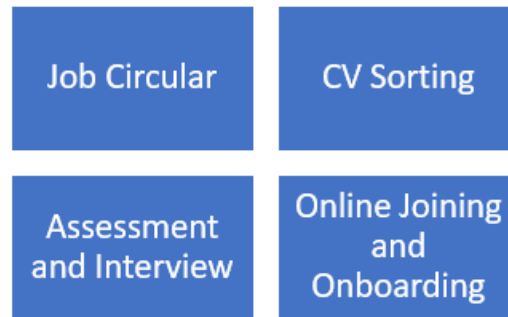 Job Circular
CV Sorting
Assessment
and Interview
Online Joining
and
Onboarding